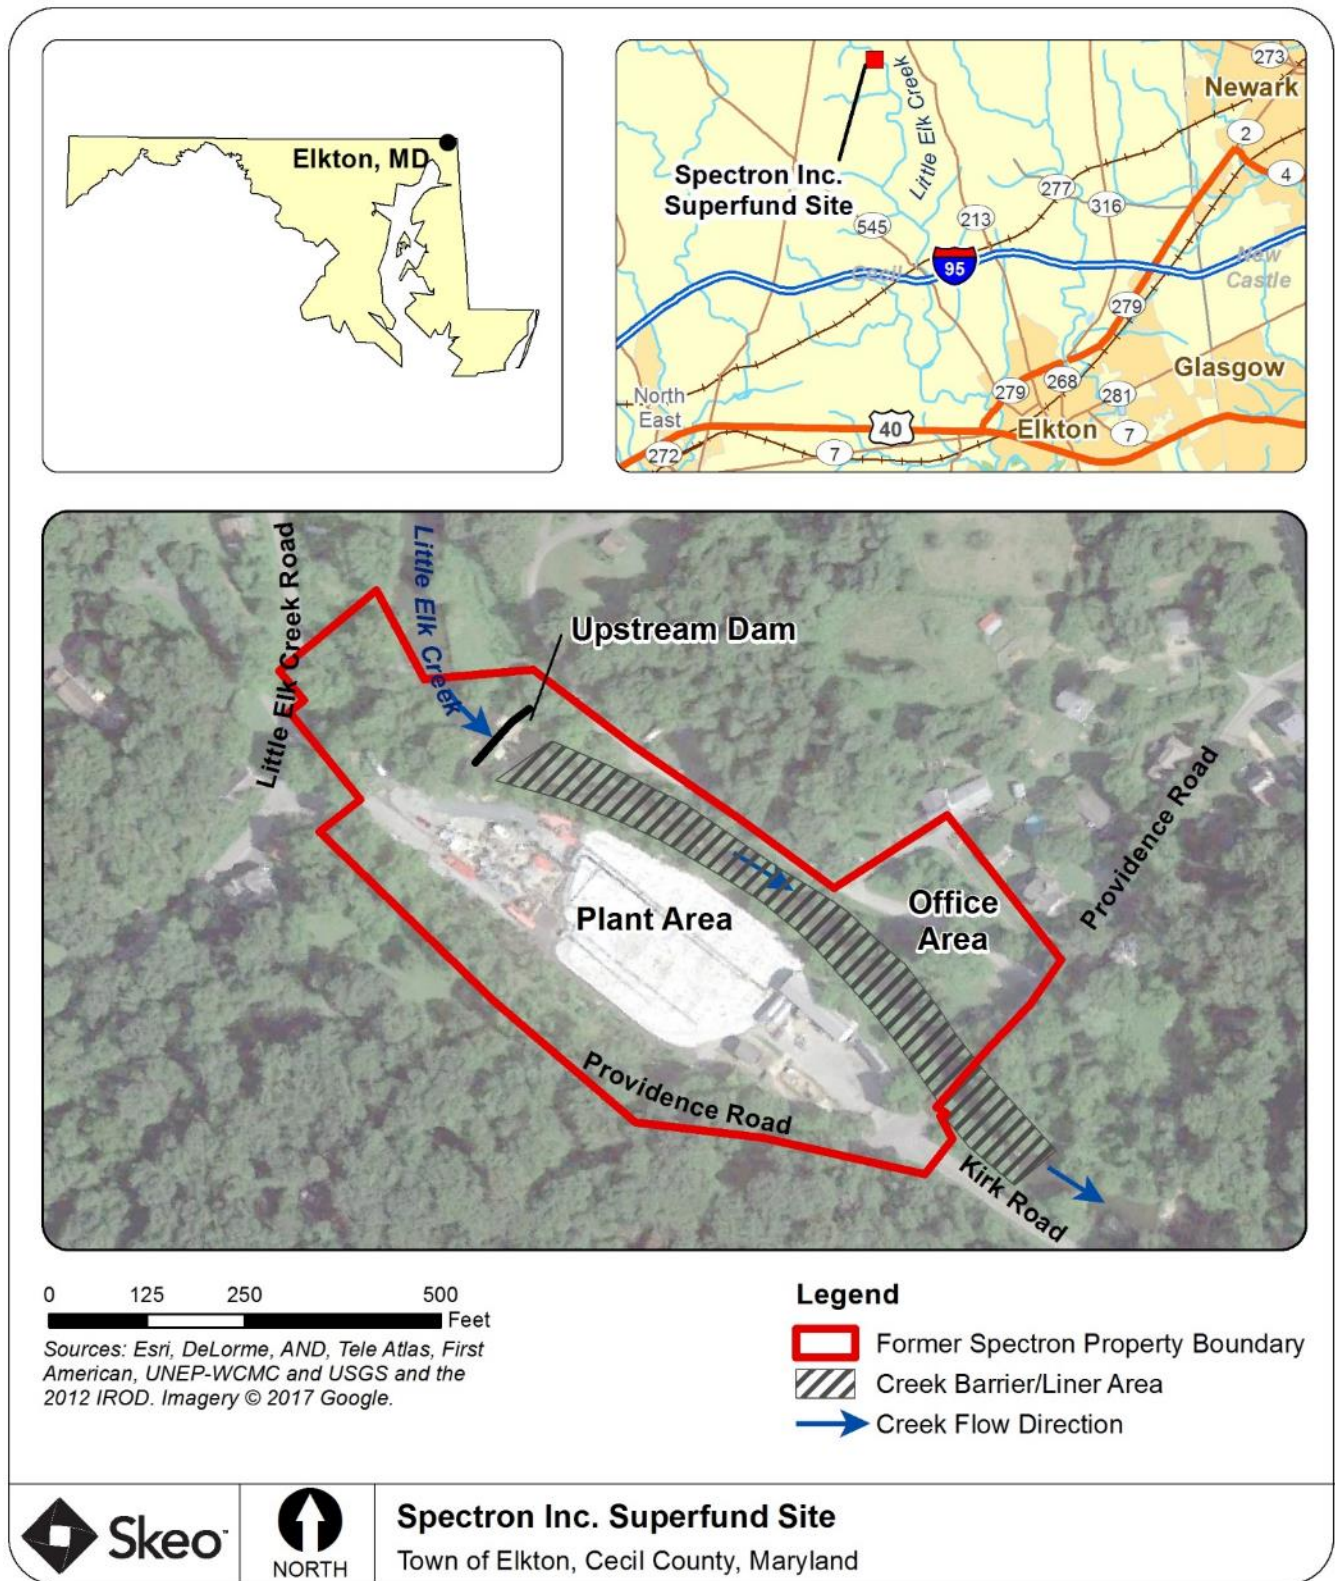 Elkton, MD
273
Newark
2
4
Little Elk Creek
Spectron Inc.
Superfund Site
277
316
545
213
95
Cecil
New
Castle
279
Glasgow
North
East
279
268
281
40
Elkton
7
7
272
Little Elk Creek Road
Little Elk Creek
Upstream Dam
Providence Road
Office
Area
Plant Area
Providence Road
Kirk Road
0 125 250 500
Feet
Sources: Esri, DeLorme, AND, Tele Atlas, First
American, UNEP-WCMC and USGS and the
2012 IROD. Imagery © 2017 Google.
Legend
Former Spectron Property Boundary
Creek Barrier/Liner Area
Creek Flow Direction
Skeo™
NORTH
Spectron Inc. Superfund Site
Town of Elkton, Cecil County, Maryland